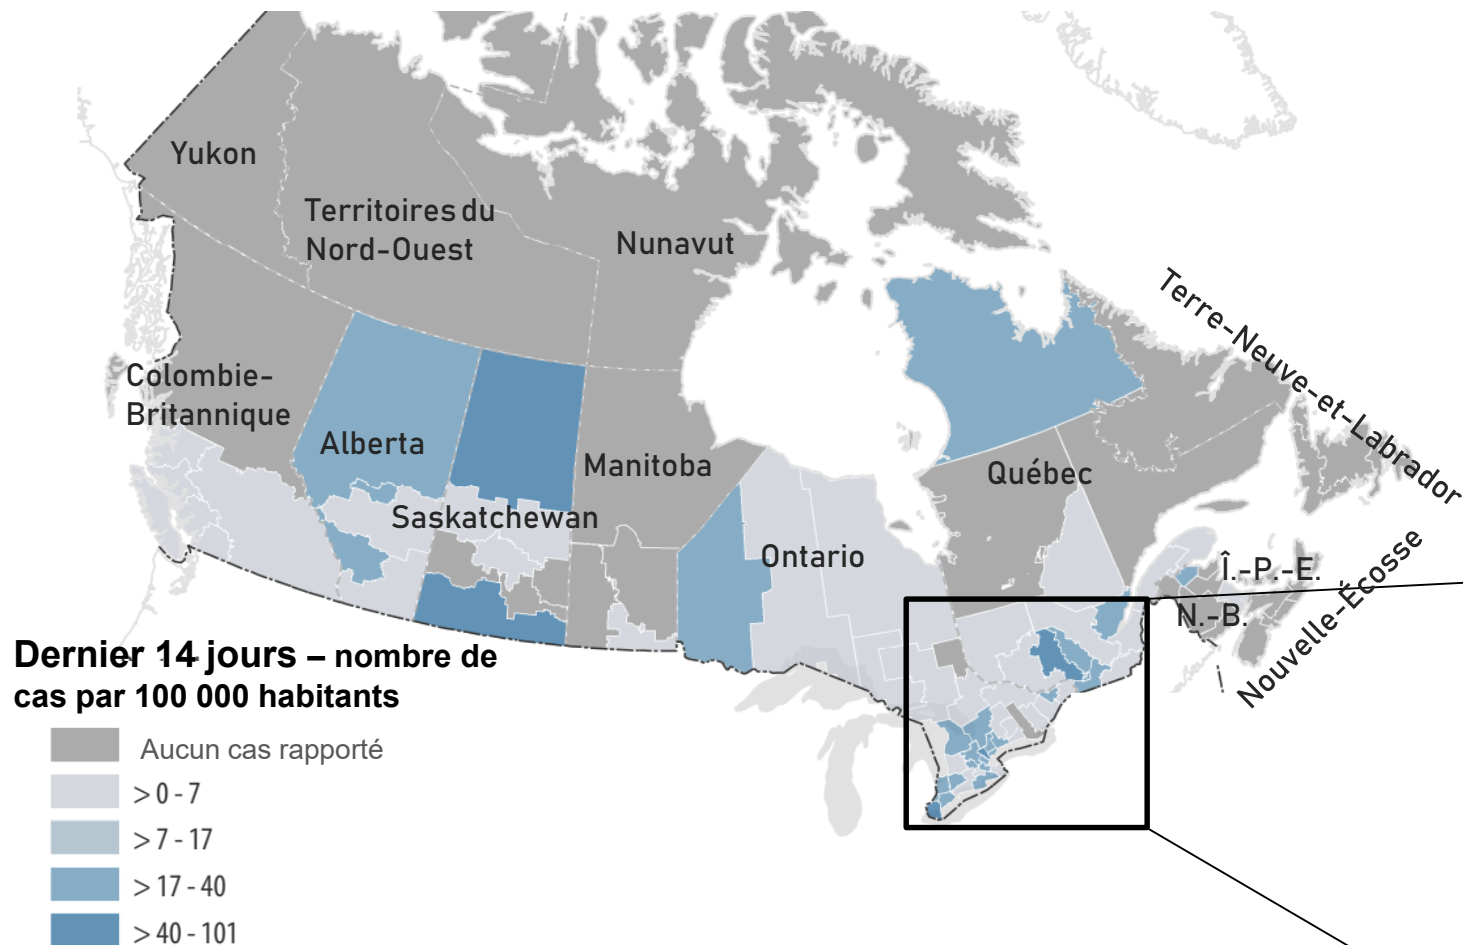 Yukon
Territoires du
Nord-Ouest
Nunavut
Terre-Neuve-et-Labrador
Colombie-
Britannique
Alberta
Manitoba
Québec
Saskatchewan
Ontario
Î.-P.-E.
N.-B.
Nouvelle-Écosse
Dernier 14 jours – nombre de
cas par 100 000 habitants
Aucun cas rapporté
> 0 - 7
> 7 - 17
> 17 - 40
> 40 - 101